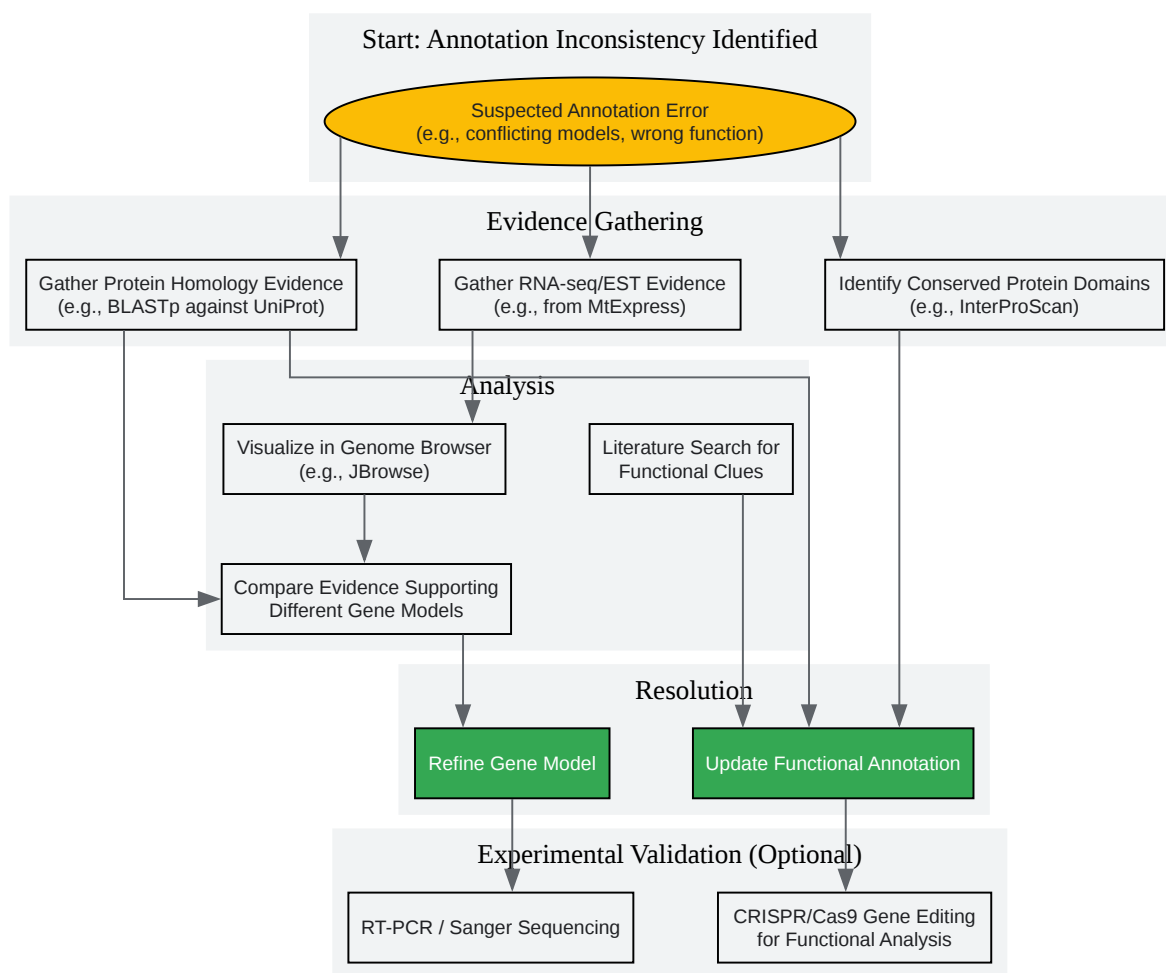 Start: Annotation Inconsistency Identified
Suspected Annotation Error
(e.g., conflicting models, wrong function)
Evidence Gathering
Gather Protein Homology Evidence
(e.g., BLASTp against UniProt)
Gather RNA-seq/EST Evidence
(e.g., from MtExpress)
Identify Conserved Protein Domains
(e.g., InterProScan)
Analysis
Visualize in Genome Browser
(e.g., JBrowse)
Literature Search for
Functional Clues
Compare Evidence Supporting
Different Gene Models
Resolution
Refine Gene Model
Update Functional Annotation
Experimental Validation (Optional)
RT-PCR / Sanger Sequencing
CRISPR/Cas9 Gene Editing
for Functional Analysis